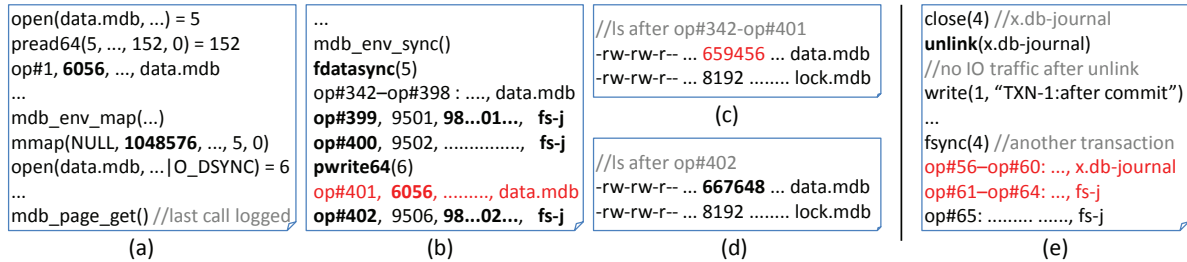 open(data.mdb, ...) = 5
pread64(5, ..., 152, 0) = 152
op#1, 6056, ..., data.mdb
...
mdb_env_map(...)
mmap(NULL, 1048576, ..., 5, 0)
open(data.mdb, ...|O_DSYNC) = 6
...
mdb_page_get() //last call logged
(a)
...
mdb_env_sync()
fdatasync(5)
op#342–op#398 : ...., data.mdb
op#399, 9501, 98...01..., fs-j
op#400, 9502, ..............., fs-j
pwrite64(6)
op#401, 6056, ........., data.mdb
op#402, 9506, 98...02..., fs-j
(b)
//ls after op#342-op#401
-rw-rw-r-- ... 659456 ... data.mdb
-rw-rw-r-- ... 8192 ........ lock.mdb
(c)
//ls after op#402
-rw-rw-r-- ... 667648 ... data.mdb
-rw-rw-r-- ... 8192 ........ lock.mdb
(d)
close(4) //x.db-journal
unlink(x.db-journal)
//no IO traffic after unlink
write(1, “TXN-1:after commit”)
...
fsync(4) //another transaction
op#56–op#60: ..., x.db-journal
op#61–op#64: ..., fs-j
op#65: ......... ......, fs-j
(e)